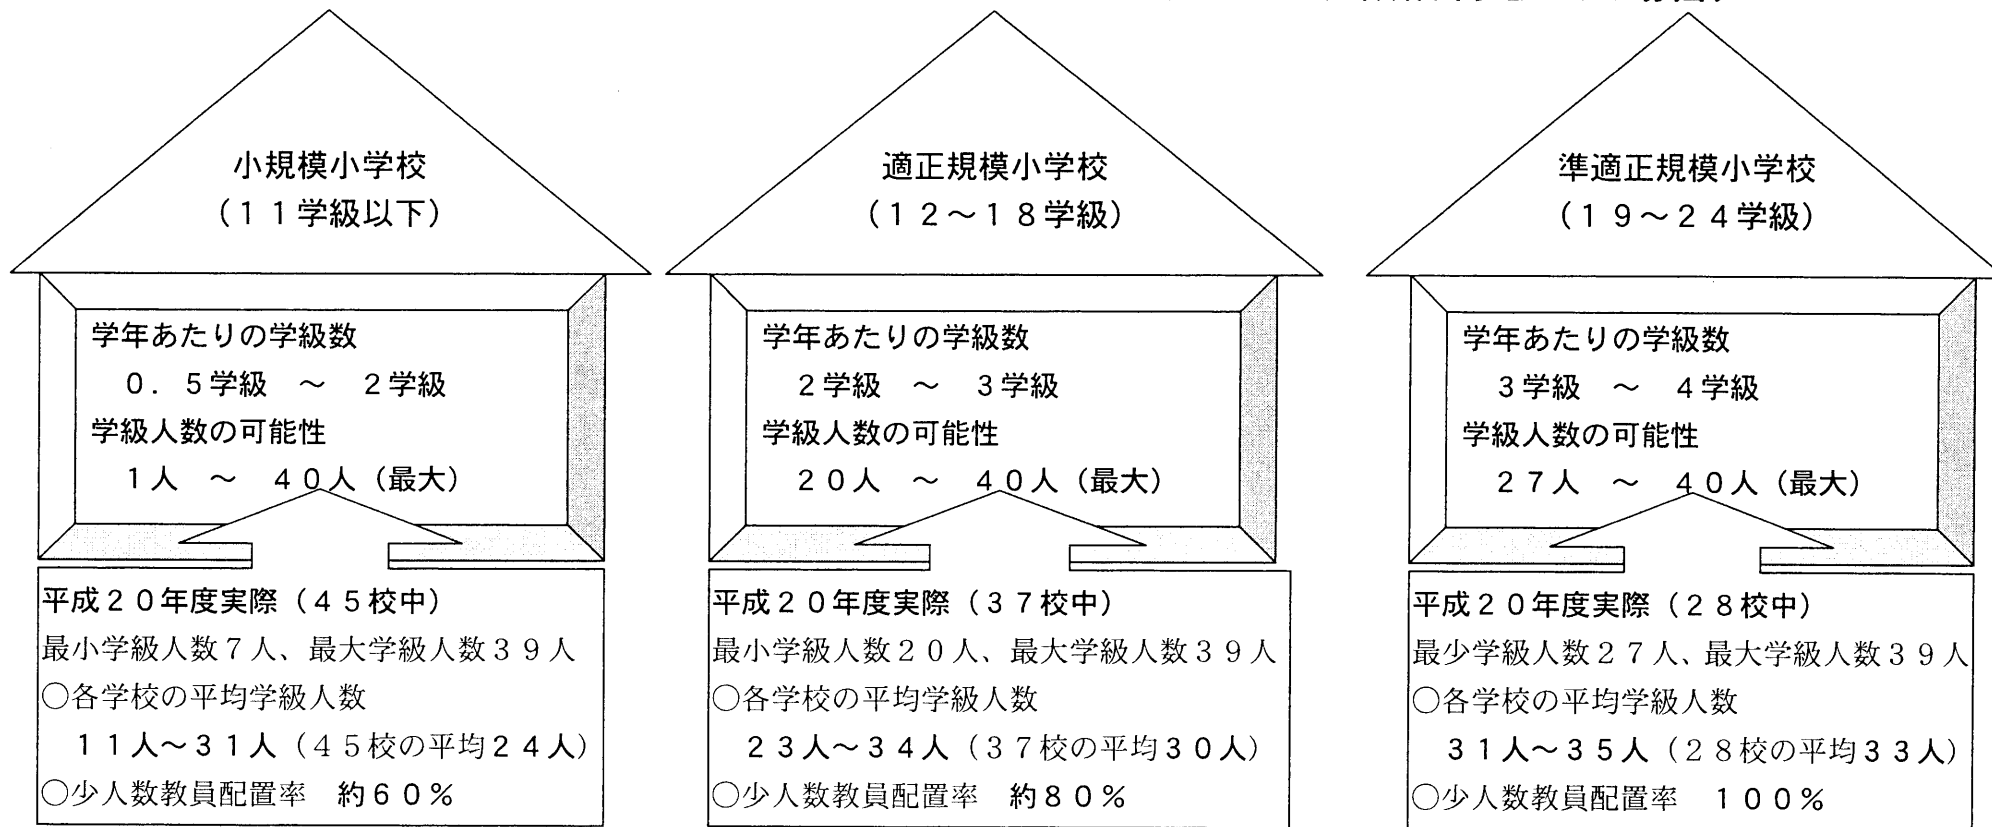 小規模小学校
(11学級以下)
学年あたりの学級数
0.5学級 ~ 2学級
学級人数の可能性
1人 ~ 40人(最大)
平成20年度実際(45校中)
最小学級人数7人、最大学級人数39人
○各学校の平均学級人数
11人~31人(45校の平均24人)
○少人数教員配置率 約60%
適正規模小学校
(12~18学級)
学年あたりの学級数
2学級 ~ 3学級
学級人数の可能性
20人 ~ 40人(最大)
平成20年度実際(37校中)
最小学級人数20人、最大学級人数39人
○各学校の平均学級人数
23人~34人(37校の平均30人)
○少人数教員配置率 約80%
準適正規模小学校
(19~24学級)
学年あたりの学級数
3学級 ~ 4学級
学級人数の可能性
27人 ~ 40人(最大)
平成20年度実際(28校中)
最少学級人数27人、最大学級人数39人
○各学校の平均学級人数
31人~35人(28校の平均33人)
○少人数教員配置率 100%